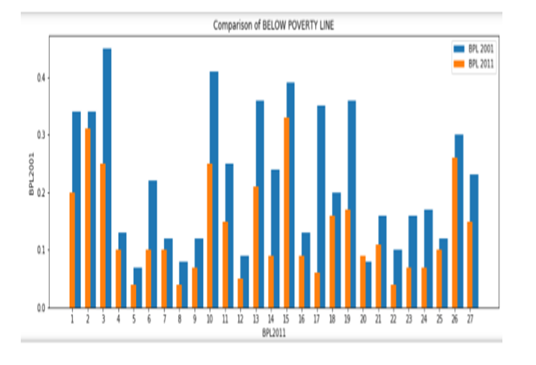 Comparison of BELOW POVERTY LINE
BPL 2001
BPL 2011
BPL2001
0.4
0.3
0.2
0.1
0.0
1 2 3 4 5 6 7 8 9 10 11 12 13 14 15 16 17 18 19 20 21 22 23 24 25 26 27
BPL2011